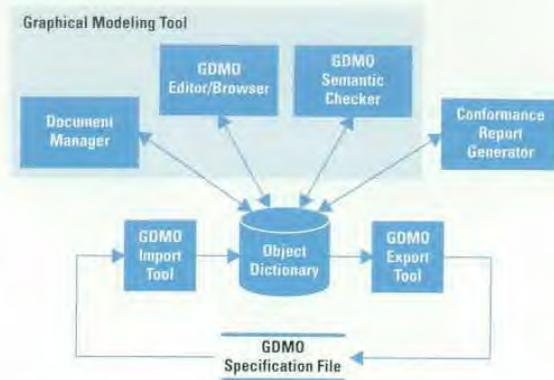 Graphical Modeling Tool
GDMO
Editor/Browser
GDMO
Semantic
Checker
Document
Manager
Conformance
Report
Generator
GDMO
Import
Tool
Object
Dictionary
GDMO
Export
Tool
GDMO
Specification File